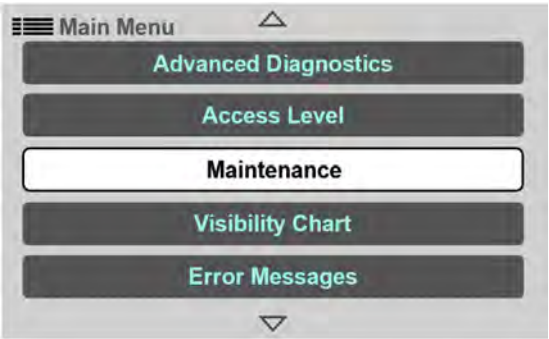 Main Menu
Advanced Diagnostics
Access Level
Maintenance
Visibility Chart
Error Messages